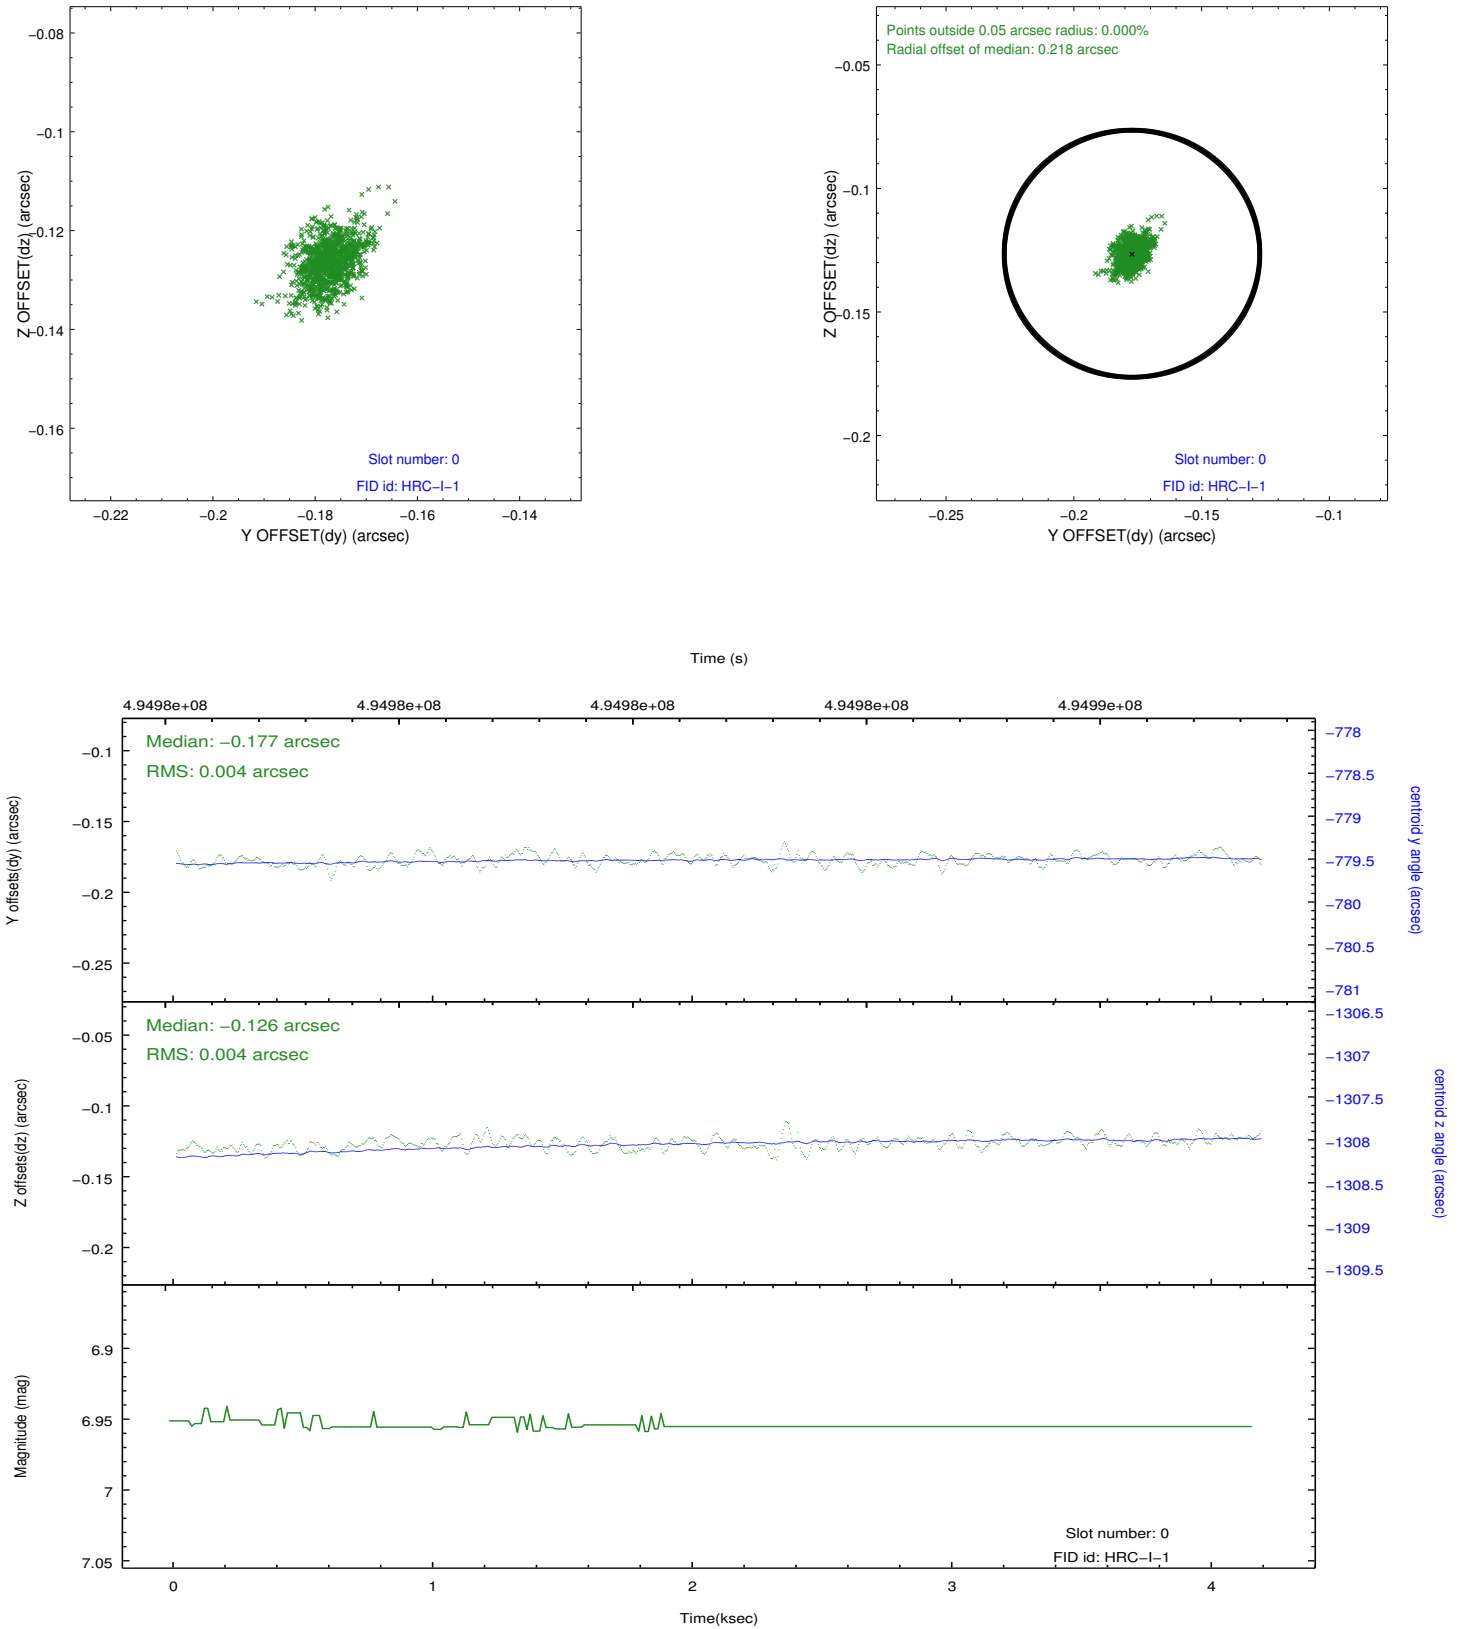 −0.08
−0.1
−0.12
−0.14
−0.16
Z OFFSET(dz) (arcsec)
Slot number: 0
FID id: HRC−I−1
−0.22
−0.2
−0.18
−0.16
−0.14
Y OFFSET(dy) (arcsec)
Points outside 0.05 arcsec radius: 0.000%
Radial offset of median: 0.218 arcsec
−0.05
−0.1
−0.15
−0.2
Z OFFSET(dz) (arcsec)
Slot number: 0
FID id: HRC−I−1
−0.25
−0.2
−0.15
−0.1
Y OFFSET(dy) (arcsec)
Time (s)
4.9498e+08
4.9498e+08
4.9498e+08
4.9498e+08
4.9499e+08
Median: −0.177 arcsec
RMS: 0.004 arcsec
−0.1
−0.15
−0.2
−0.25
Y offsets(dy) (arcsec)
−778
−778.5
−779
−779.5
−780
−780.5
−781
centroid y angle (arcsec)
Median: −0.126 arcsec
RMS: 0.004 arcsec
−0.05
−0.1
−0.15
−0.2
Z offsets(dz) (arcsec)
−1306.5
−1307
−1307.5
−1308
−1308.5
−1309
−1309.5
centroid z angle (arcsec)
6.9
6.95
7
7.05
Magnitude (mag)
Slot number: 0
FID id: HRC−I−1
0
1
2
3
4
Time(ksec)